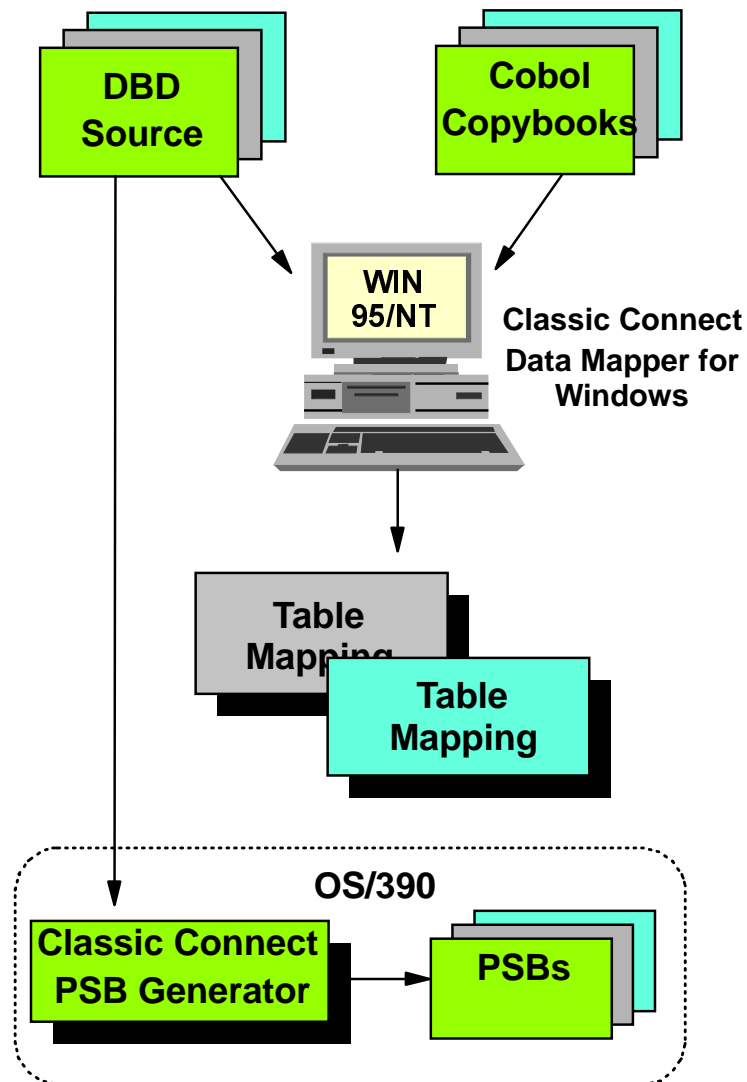 DBD
Source
Cobol
Copybooks
WIN
95/NT
Classic Connect
Data Mapper for
Windows
Table
Mapping
Table
Mapping
OS/390
Classic Connect
PSB Generator
PSBs